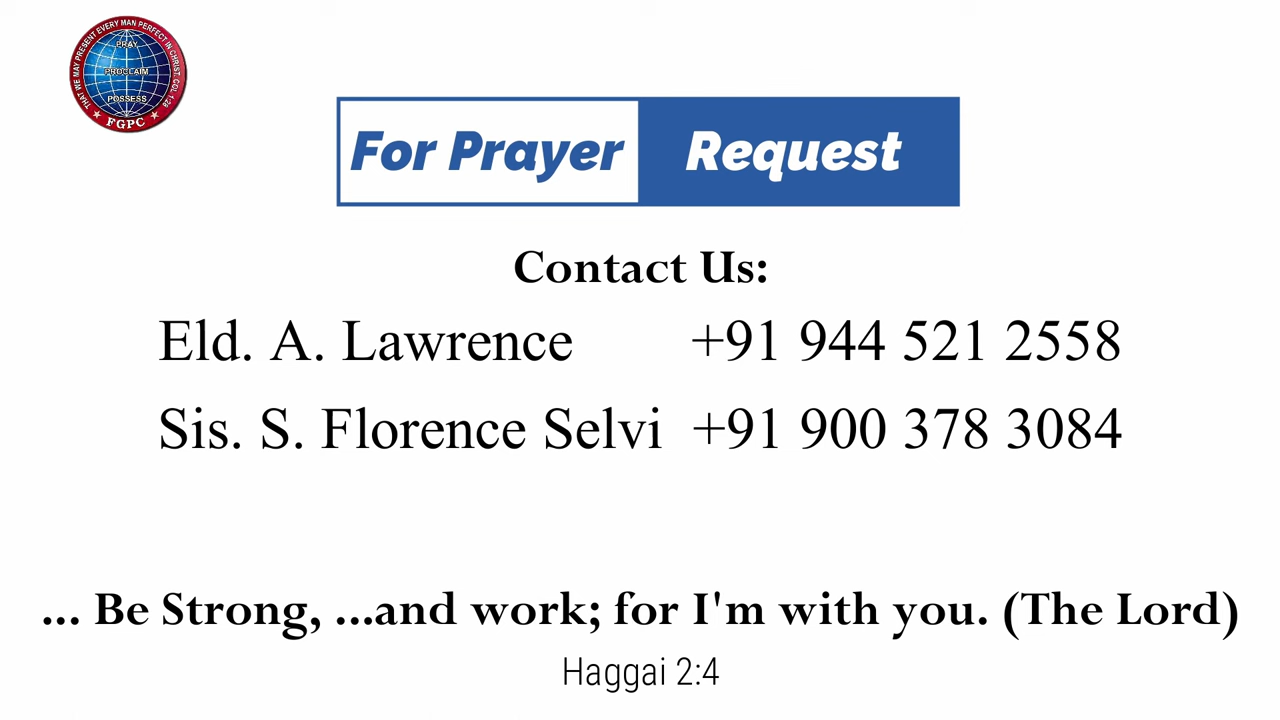 THAT WE MAY PRESENT EVERY MAN PERFECT IN CHRIST. COL 1:28
PRAY
PROCLAIM
POSSESS
★ FGPC ★
For Prayer Request
Contact Us:
Eld. A. Lawrence +91 944 521 2558
Sis. S. Florence Selvi +91 900 378 3084
... Be Strong, ...and work; for I'm with you. (The Lord)
Haggai 2:4